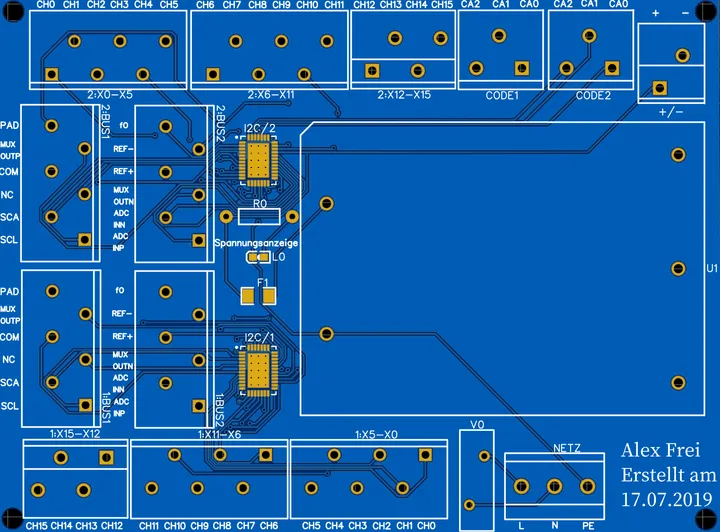 CH0 CH1 CH2 CH3 CH4 CH5 CH6 CH7 CH8 CH9 CH10 CH11 CH12 CH13 CH14 CH15 CA2 CA1 CA0 CA2 CA1 CA0 + -
2:X0-X5 2:X6-X11 2:X12-X15 CODE1 CODE2 +/-
PAD
MUX
OUTP
COM
NC
SCA
SCL
2:BUS1
f0
REF-
REF+
MUX
OUTN
ADC
INN
ADC
INP
2:BUS2
I2C/2
R0
Spannungsanzeige
L0
F1
U1
PAD
MUX
OUTP
COM
NC
SCA
SCL
1:BUS1
f0
REF-
REF+
MUX
OUTN
ADC
INN
ADC
INP
1:BUS2
I2C/1
1:X15-X12 1:X11-X6 1:X5-X0 V0 NETZ
CH15 CH14 CH13 CH12 CH11 CH10 CH9 CH8 CH7 CH6 CH5 CH4 CH3 CH2 CH1 CH0 L N PE
Alex Frei
Erstellt am
17.07.2019